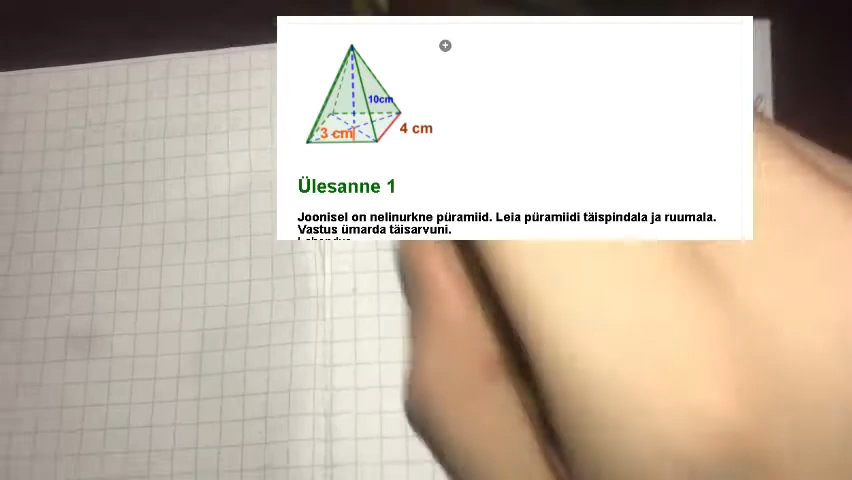 10cm
3 cm
4 cm
Ülesanne 1
Joonisel on nelinurkne püramiid. Leia püramiidi täispindala ja ruumala.
Vastus ümarda täisarvuni.